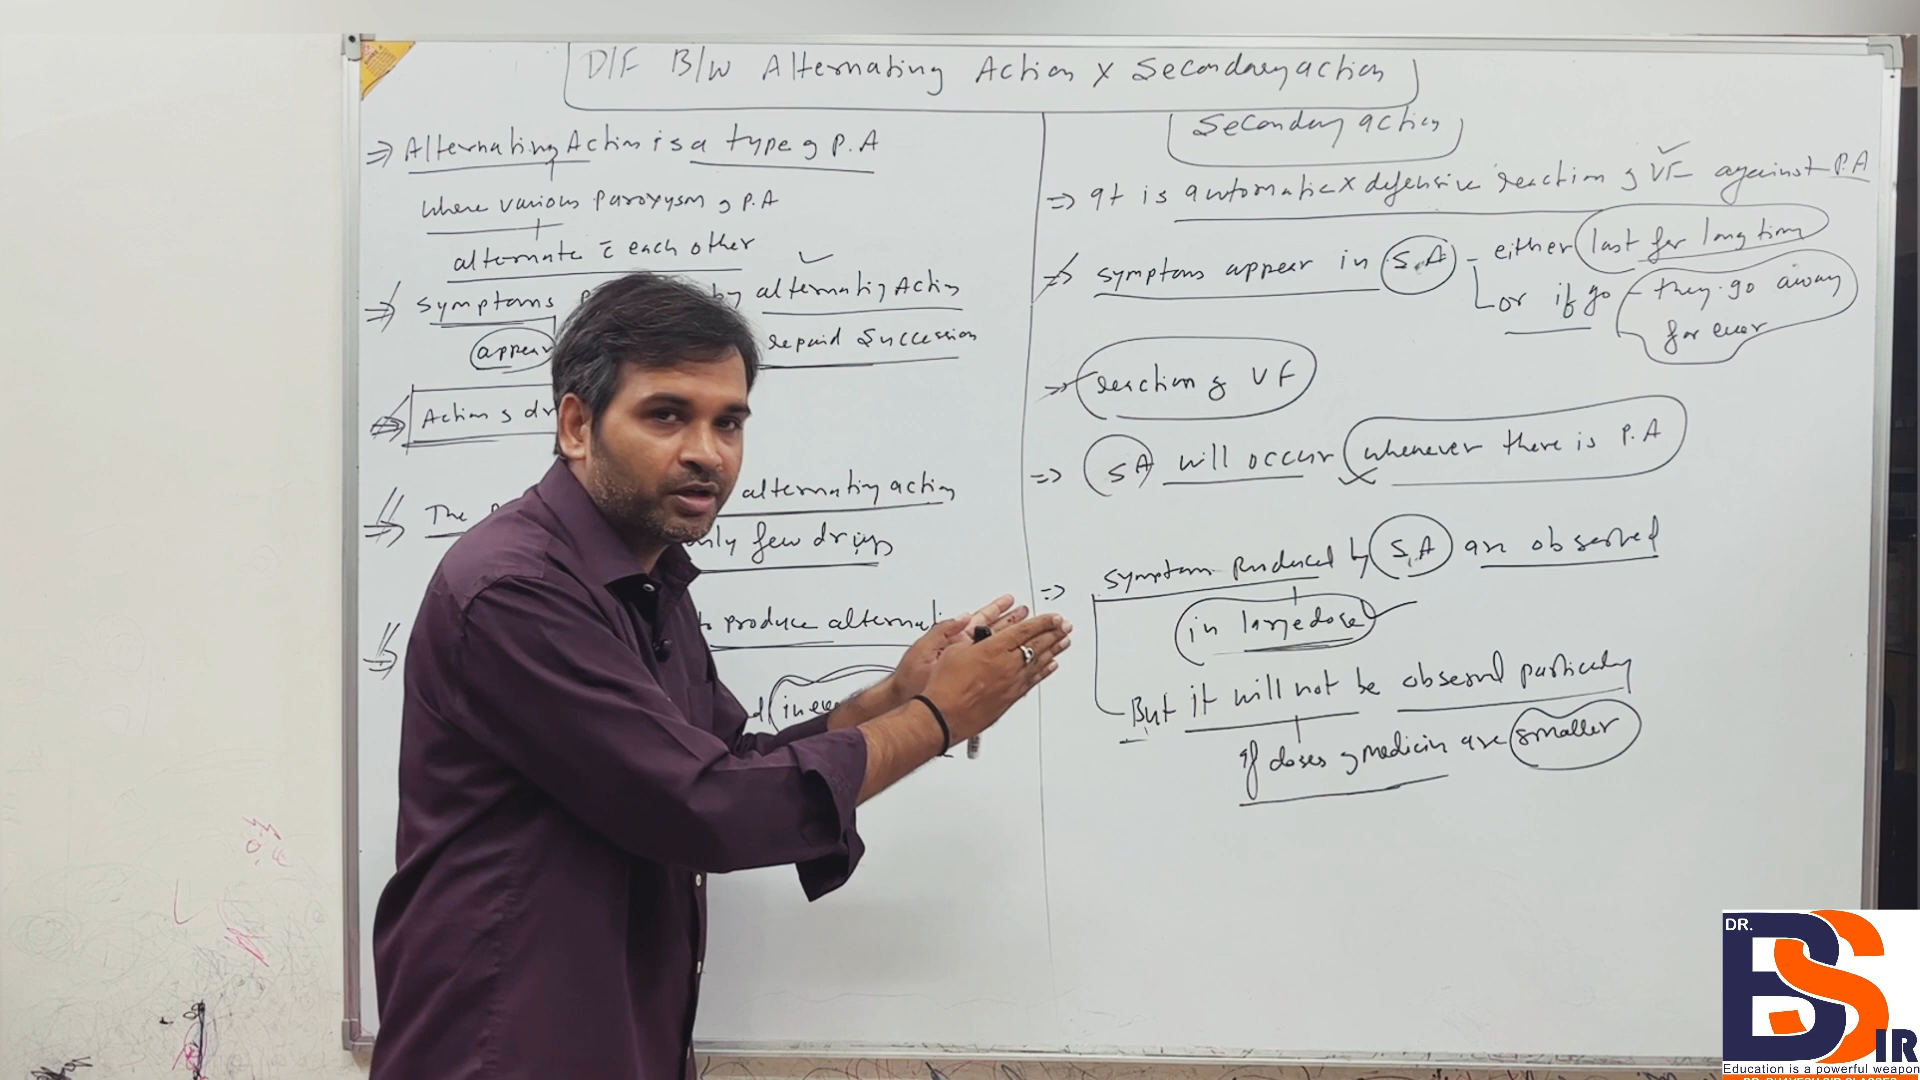 D/F B/W Alternating Action x Secondary action
=> Alternating Action is a type of P.A
where various paroxysm of P.A
alternate c̄ each other
=> symptoms by alternating Action
appear repaid Succession
=> Action of dr
=> The alternating action
only few drugs
=> to produce alternati
Secondary action
=> It is automatic x defensive reaction of VF against P.A
=> symptoms appear in S.A - either last for long time
or if go - they go away
for ever
=> reaction of VF
=> SA will occur whenever there is P.A
=> symptom Produced by S.A are observed
in large dose
But it will not be observed particularly
If doses of medicin are smaller
DR.
BSIR
Education is a powerful weapon